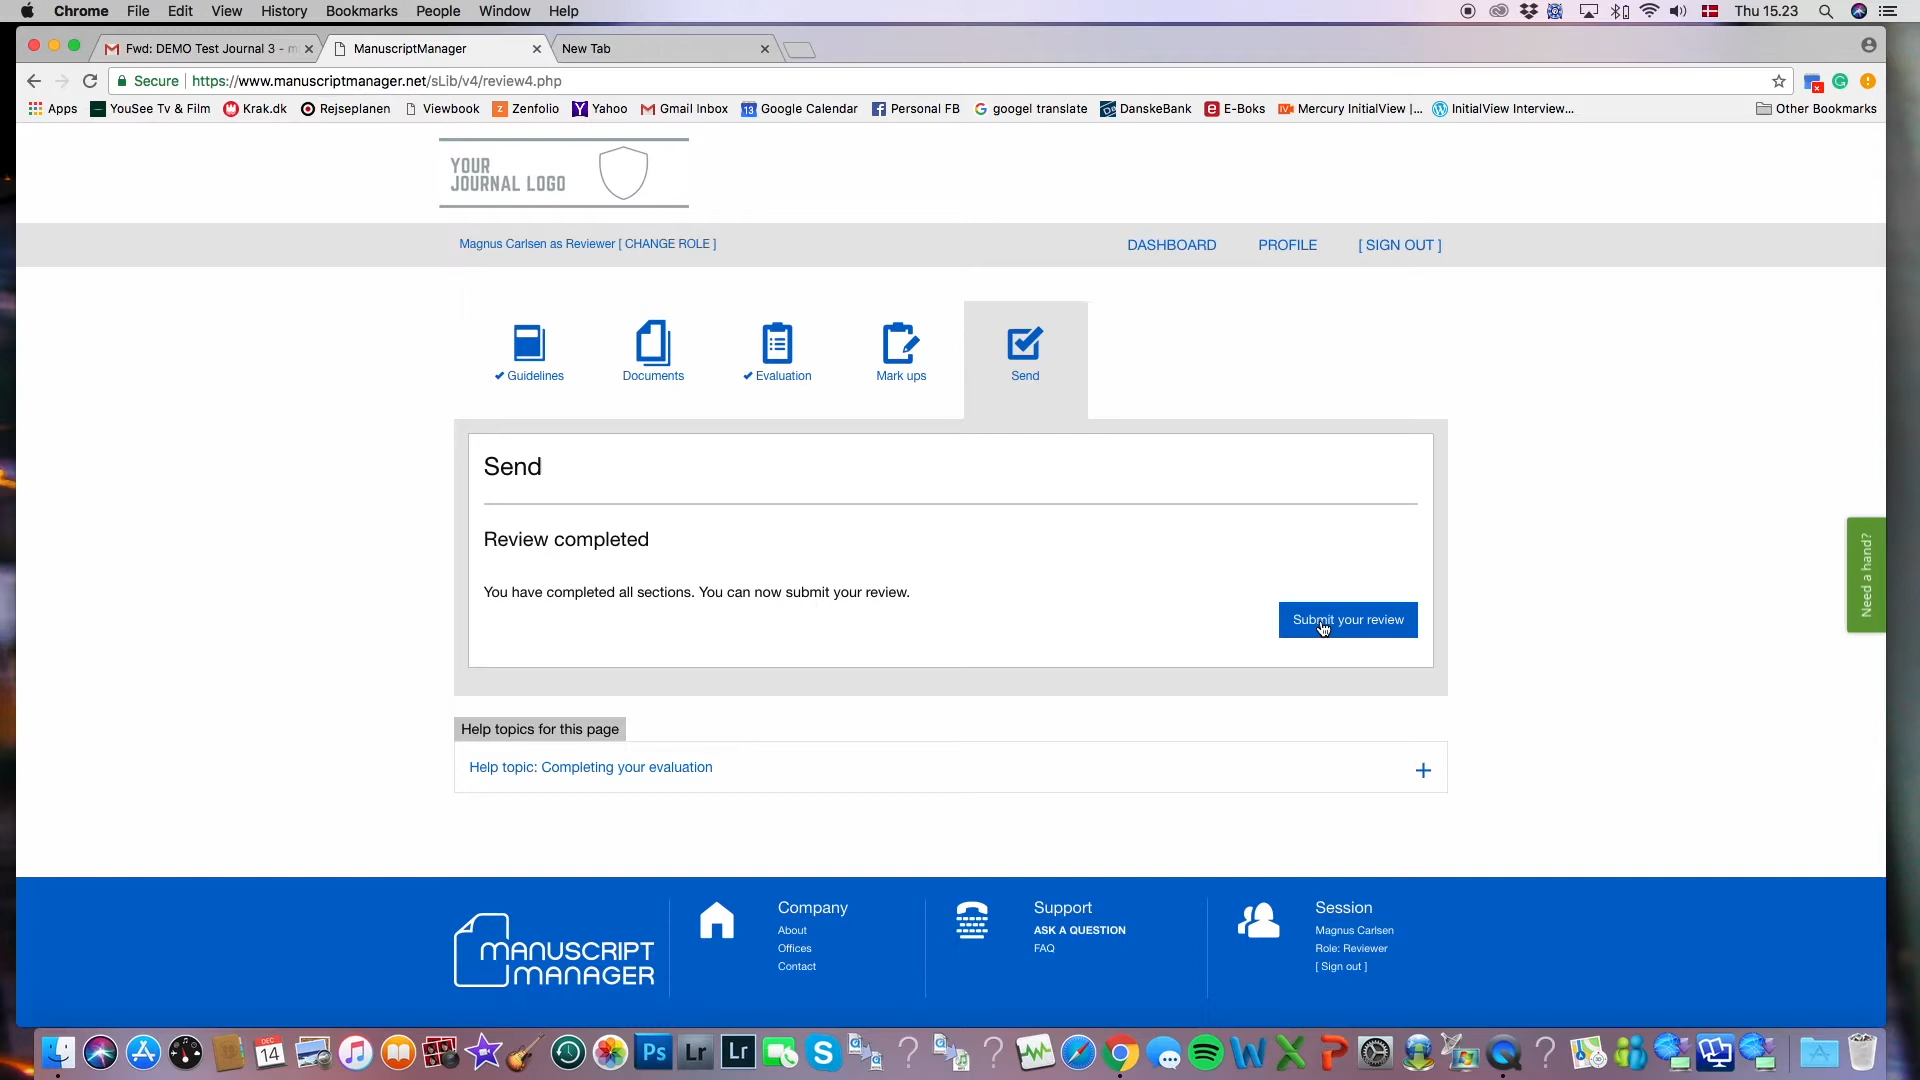 Chrome File Edit View History Bookmarks People Window Help Thu 15.23
Fwd: DEMO Test Journal 3 - m ManuscriptManager New Tab
Secure https://www.manuscriptmanager.net/sLib/v4/review4.php
Apps YouSee Tv & Film Krak.dk Rejseplanen Viewbook Zenfolio Yahoo Gmail Inbox Google Calendar Personal FB googel translate DanskeBank E-Boks Mercury InitialView |... InitialView Interview... Other Bookmarks
YOUR
JOURNAL LOGO
Magnus Carlsen as Reviewer [ CHANGE ROLE ] DASHBOARD PROFILE [ SIGN OUT ]
Guidelines Documents Evaluation Mark ups Send
Send
Review completed
You have completed all sections. You can now submit your review.
Submit your review
Need a hand?
Help topics for this page
Help topic: Completing your evaluation
MANUSCRIPT
MANAGER
Company
About
Offices
Contact
Support
ASK A QUESTION
FAQ
Session
Magnus Carlsen
Role: Reviewer
[ Sign out ]
DEC
14
Ps Lr Lr